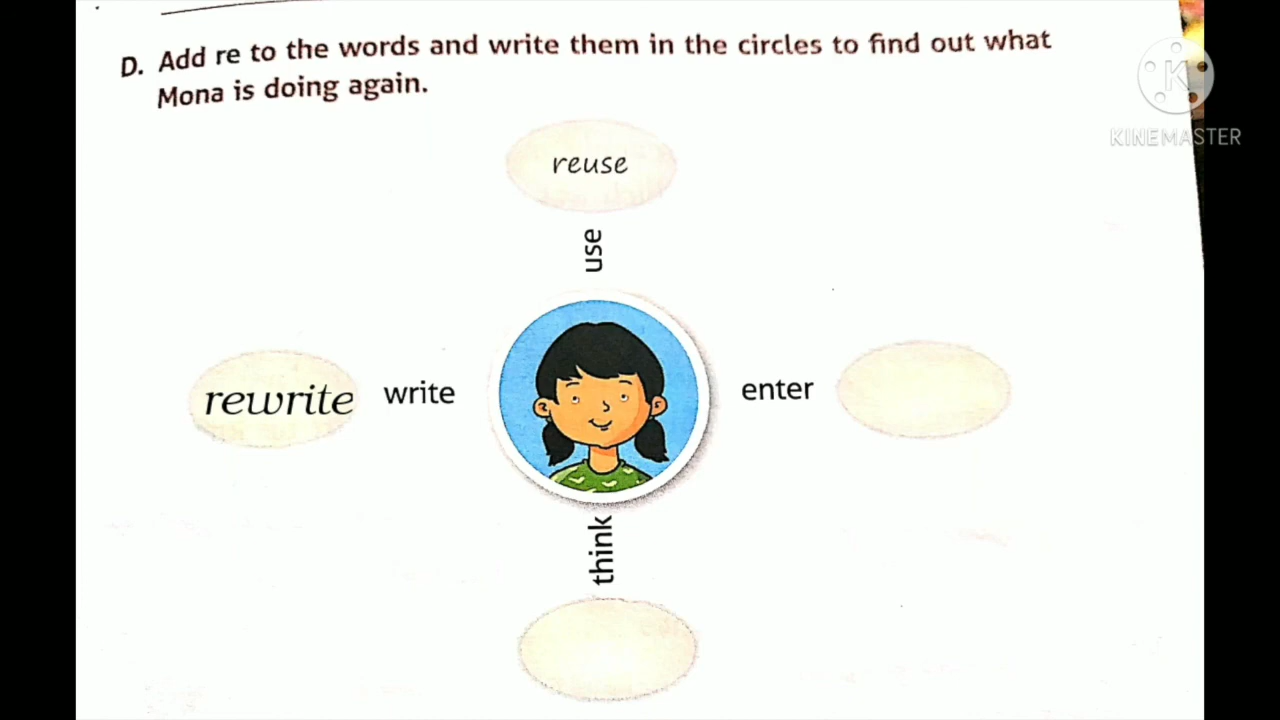 D. Add re to the words and write them in the circles to find out what
Mona is doing again.
KINEMASTER
reuse
use
rewrite write enter
think